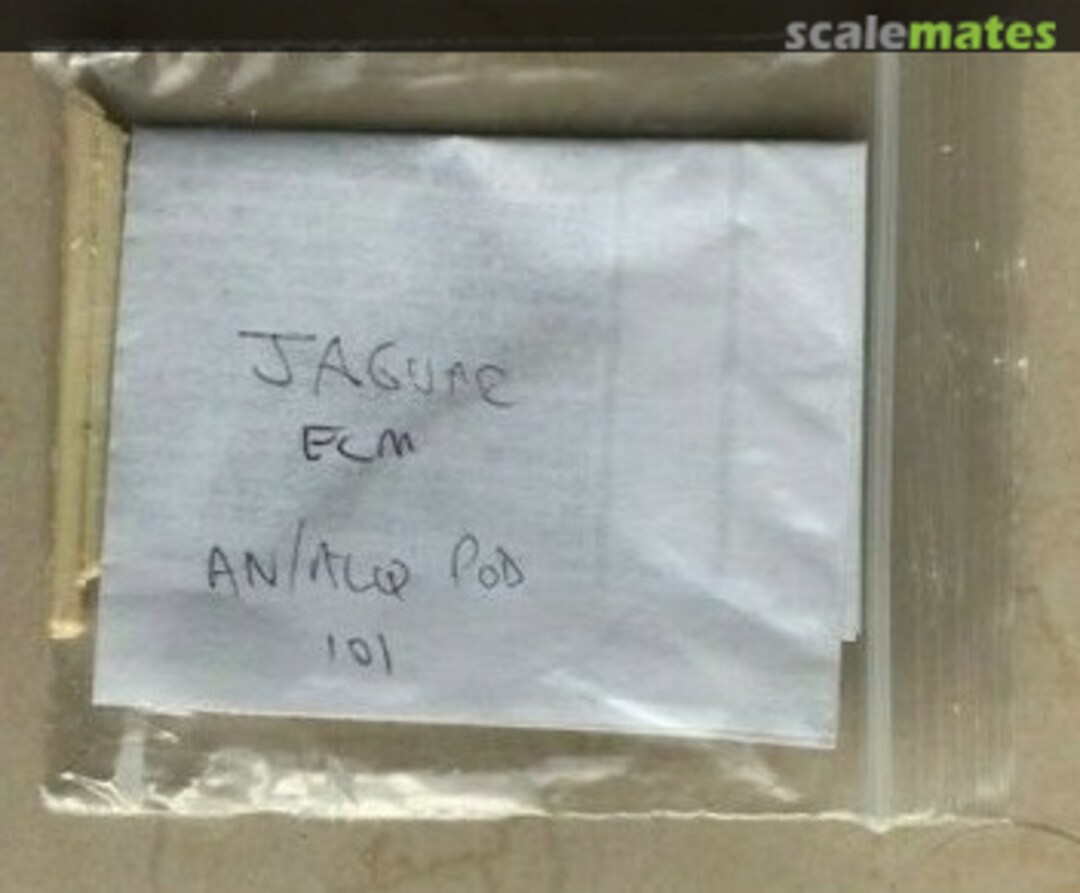 scalemates
JAGUAR
ECM
AN/ALQ POD
101